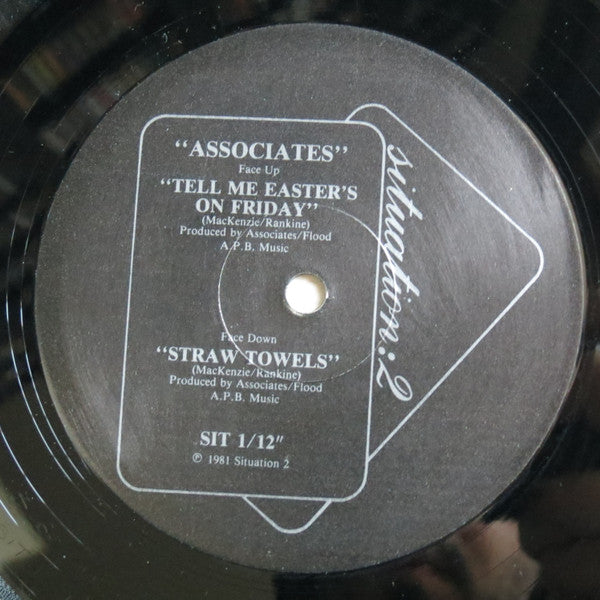 "ASSOCIATES"
Face Up
"TELL ME EASTER'S
ON FRIDAY"
(MacKenzie/Rankine)
Produced by Associates/Flood
A.P.B. Music
Face Down
"STRAW TOWELS"
(MacKenzie/Rankine)
Produced by Associates/Flood
A.P.B. Music
SIT 1/12"
℗ 1981 Situation 2
situation:2